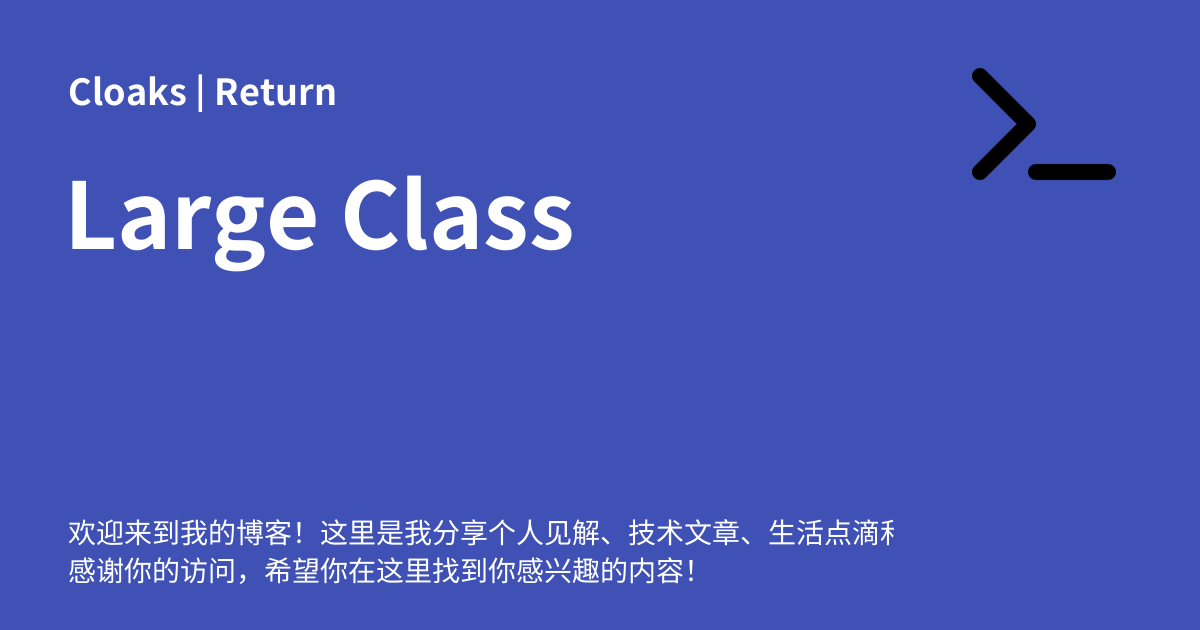 Cloaks | Return
Large Class
欢迎来到我的博客！这里是我分享个人见解、技术文章、生活点滴
感谢你的访问，希望你在这里找到你感兴趣的内容！